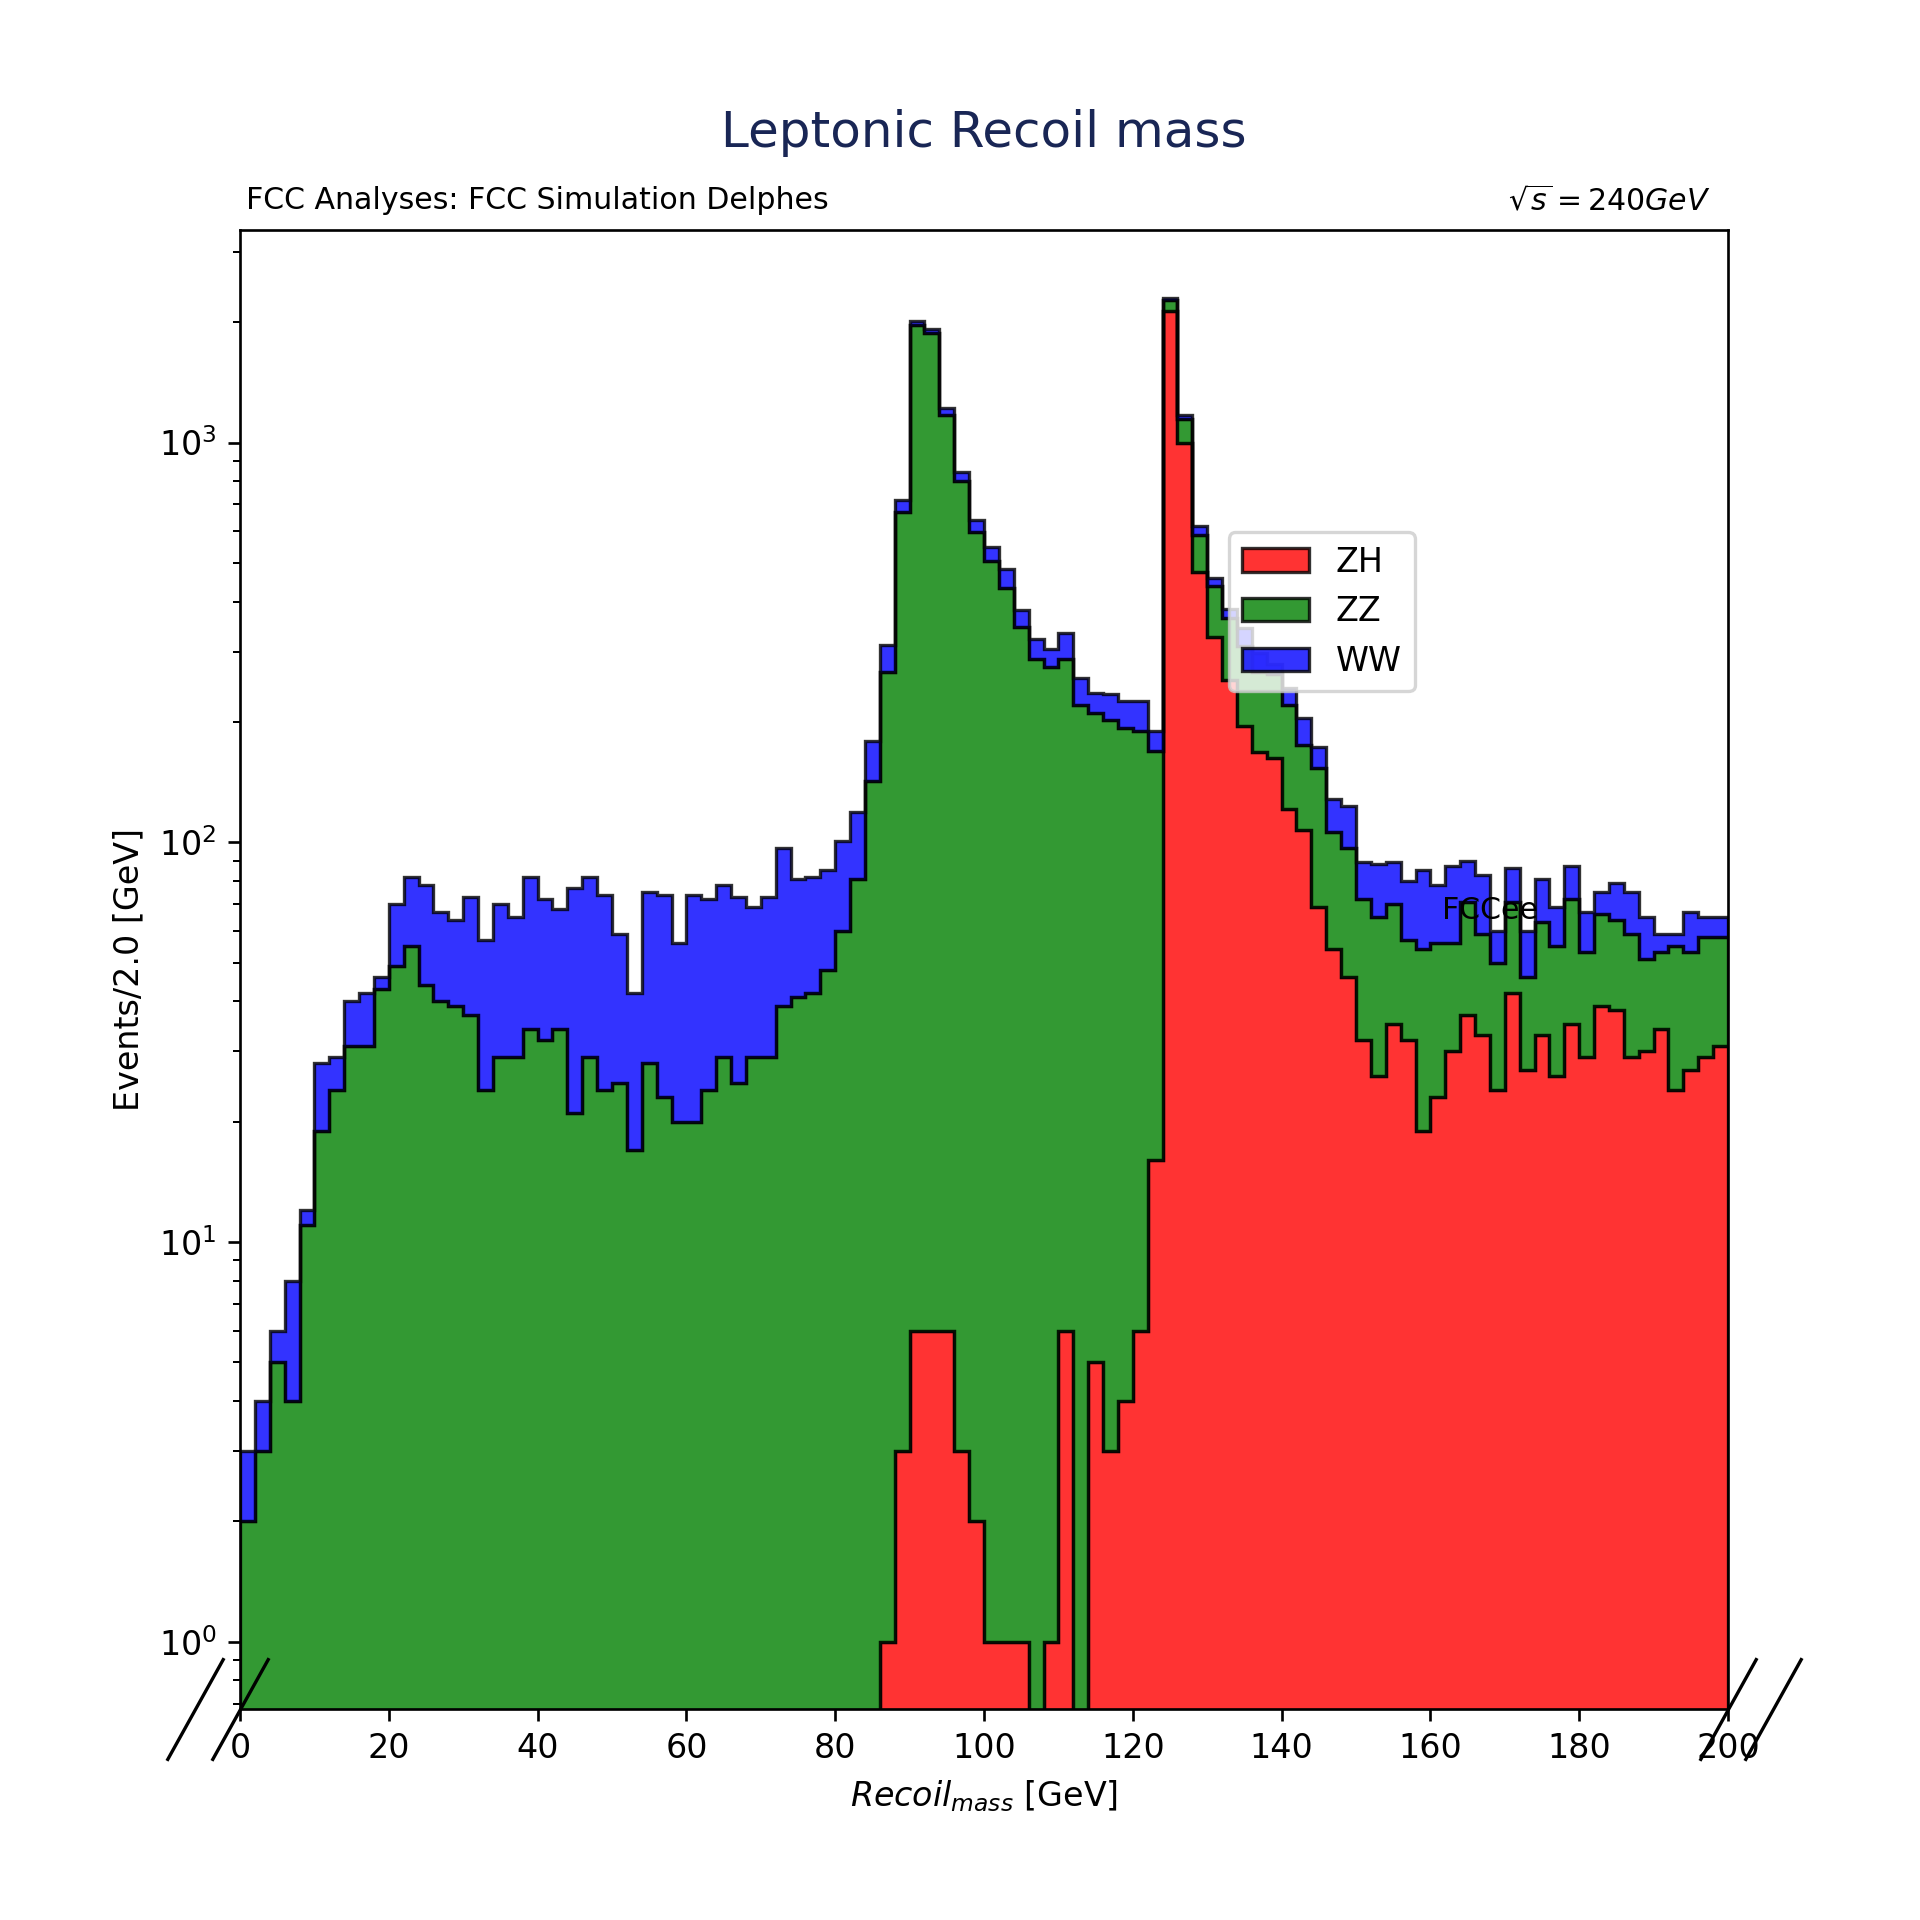 Leptonic Recoil mass
FCC Analyses: FCC Simulation Delphes
√s = 240GeV
Events/2.0 [GeV]
10³
10²
10¹
10⁰
ZH
ZZ
WW
FCCee
0 20 40 60 80 100 120 140 160 180 200
Recoil_mass [GeV]